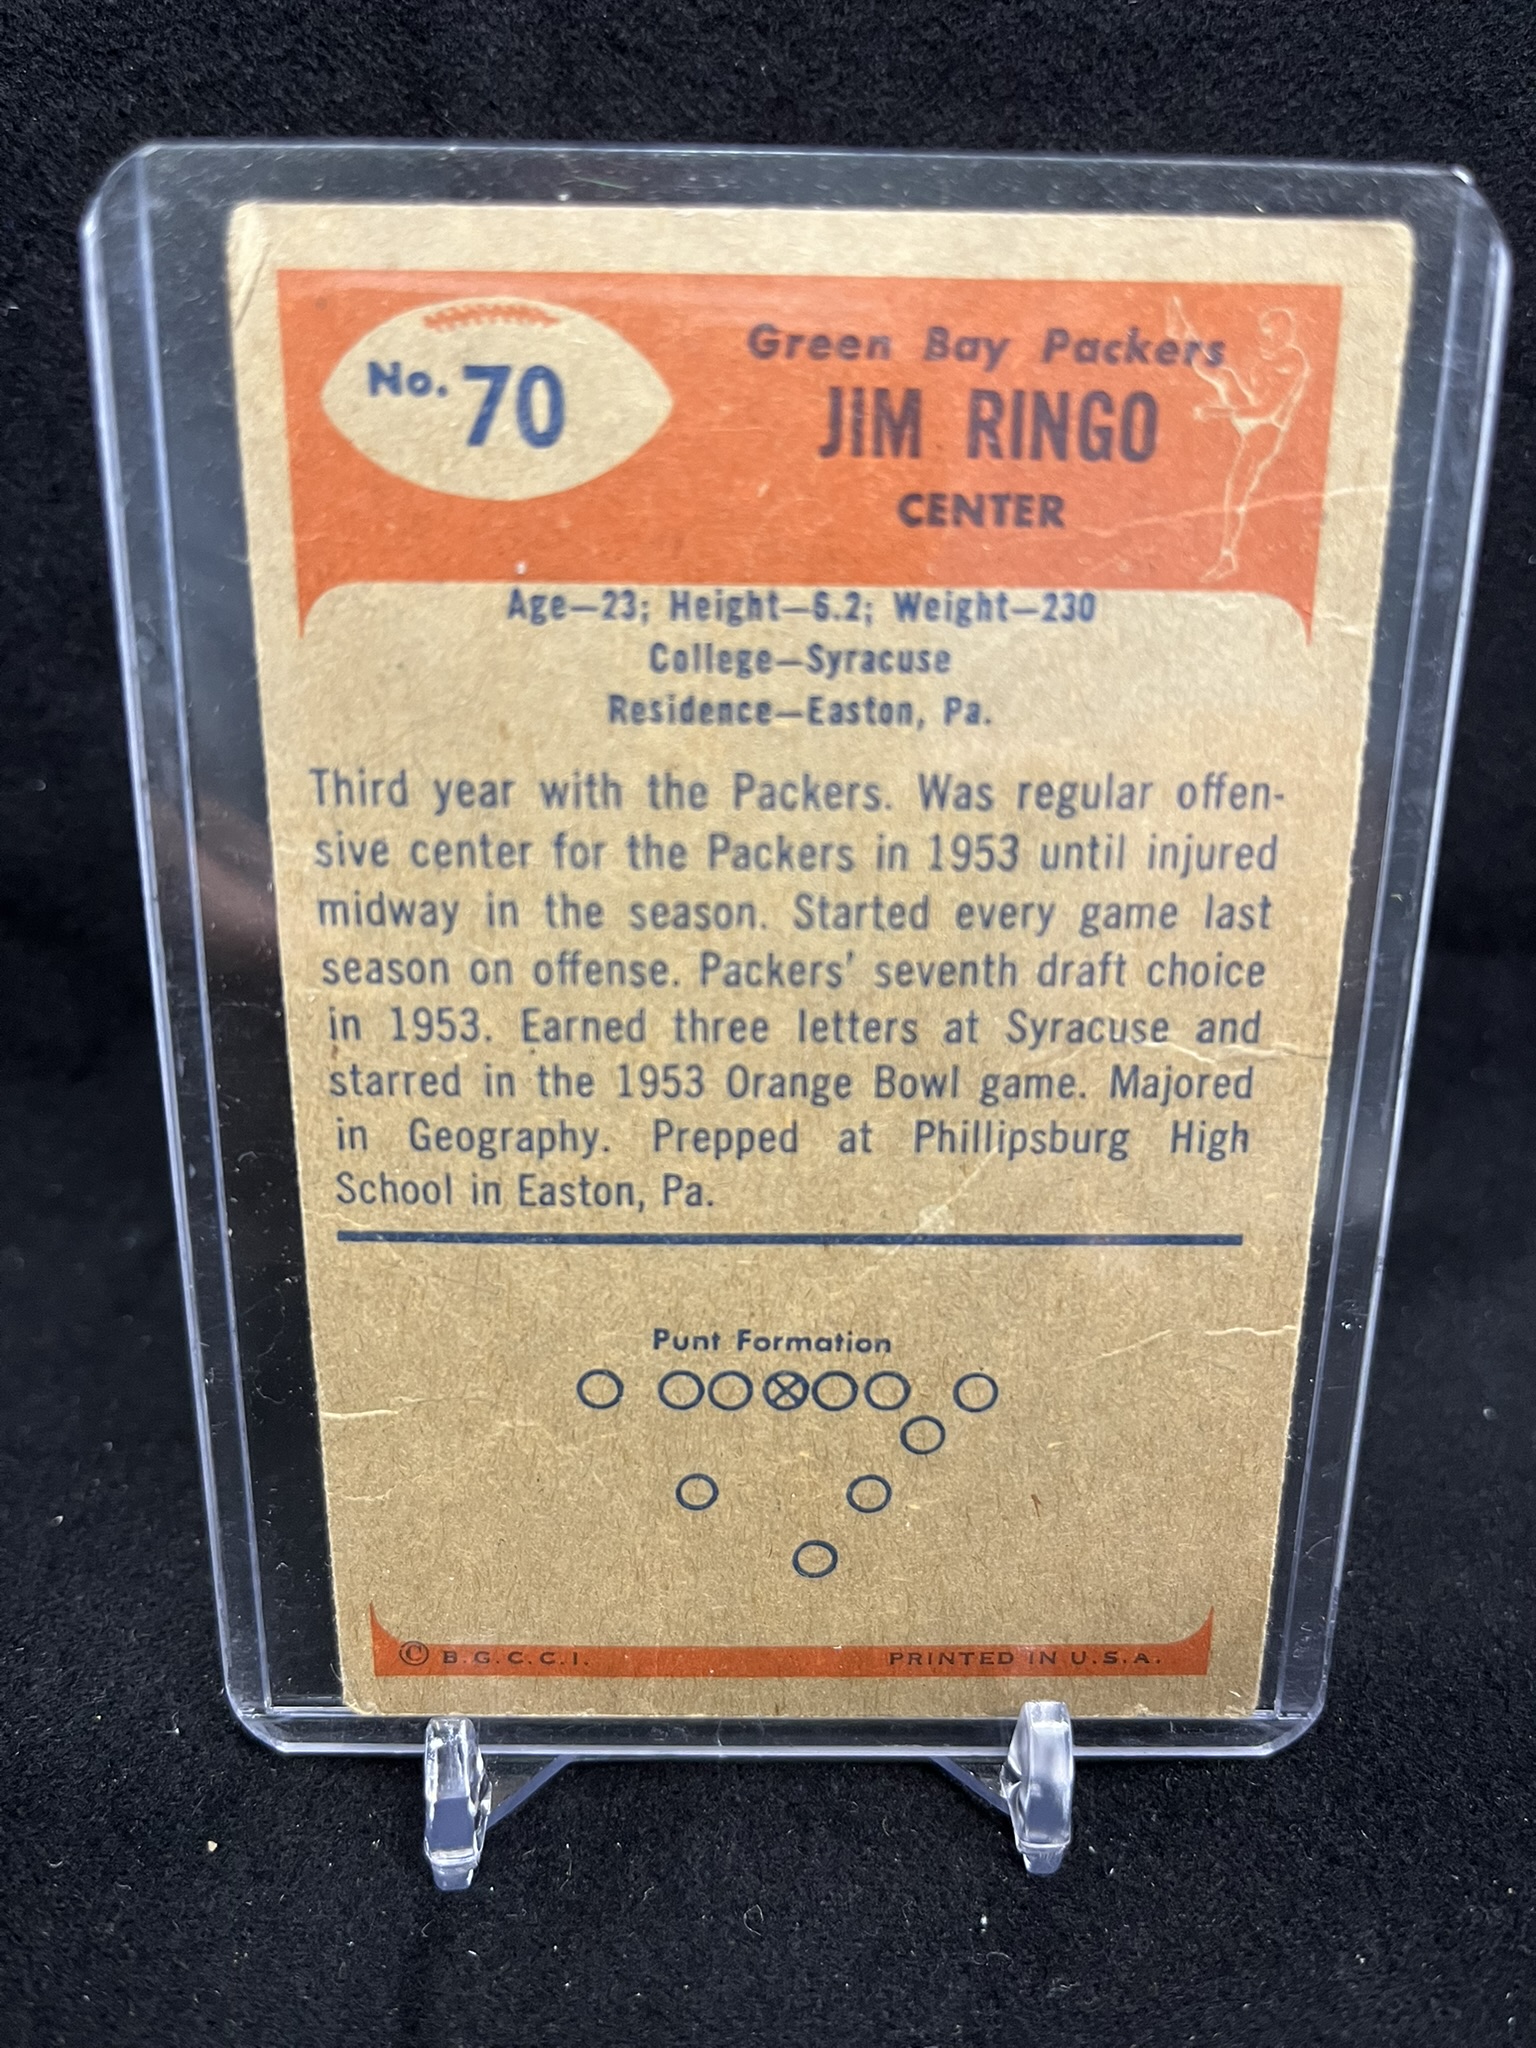 No. 70
Green Bay Packers
JIM RINGO
CENTER
Age—23; Height—6.2; Weight—230
College—Syracuse
Residence—Easton, Pa.
Third year with the Packers. Was regular offen-
sive center for the Packers in 1953 until injured
midway in the season. Started every game last
season on offense. Packers' seventh draft choice
in 1953. Earned three letters at Syracuse and
starred in the 1953 Orange Bowl game. Majored
in Geography. Prepped at Phillipsburg High
School in Easton, Pa.
Punt Formation
© B.G.C.C.I. PRINTED IN U.S.A.